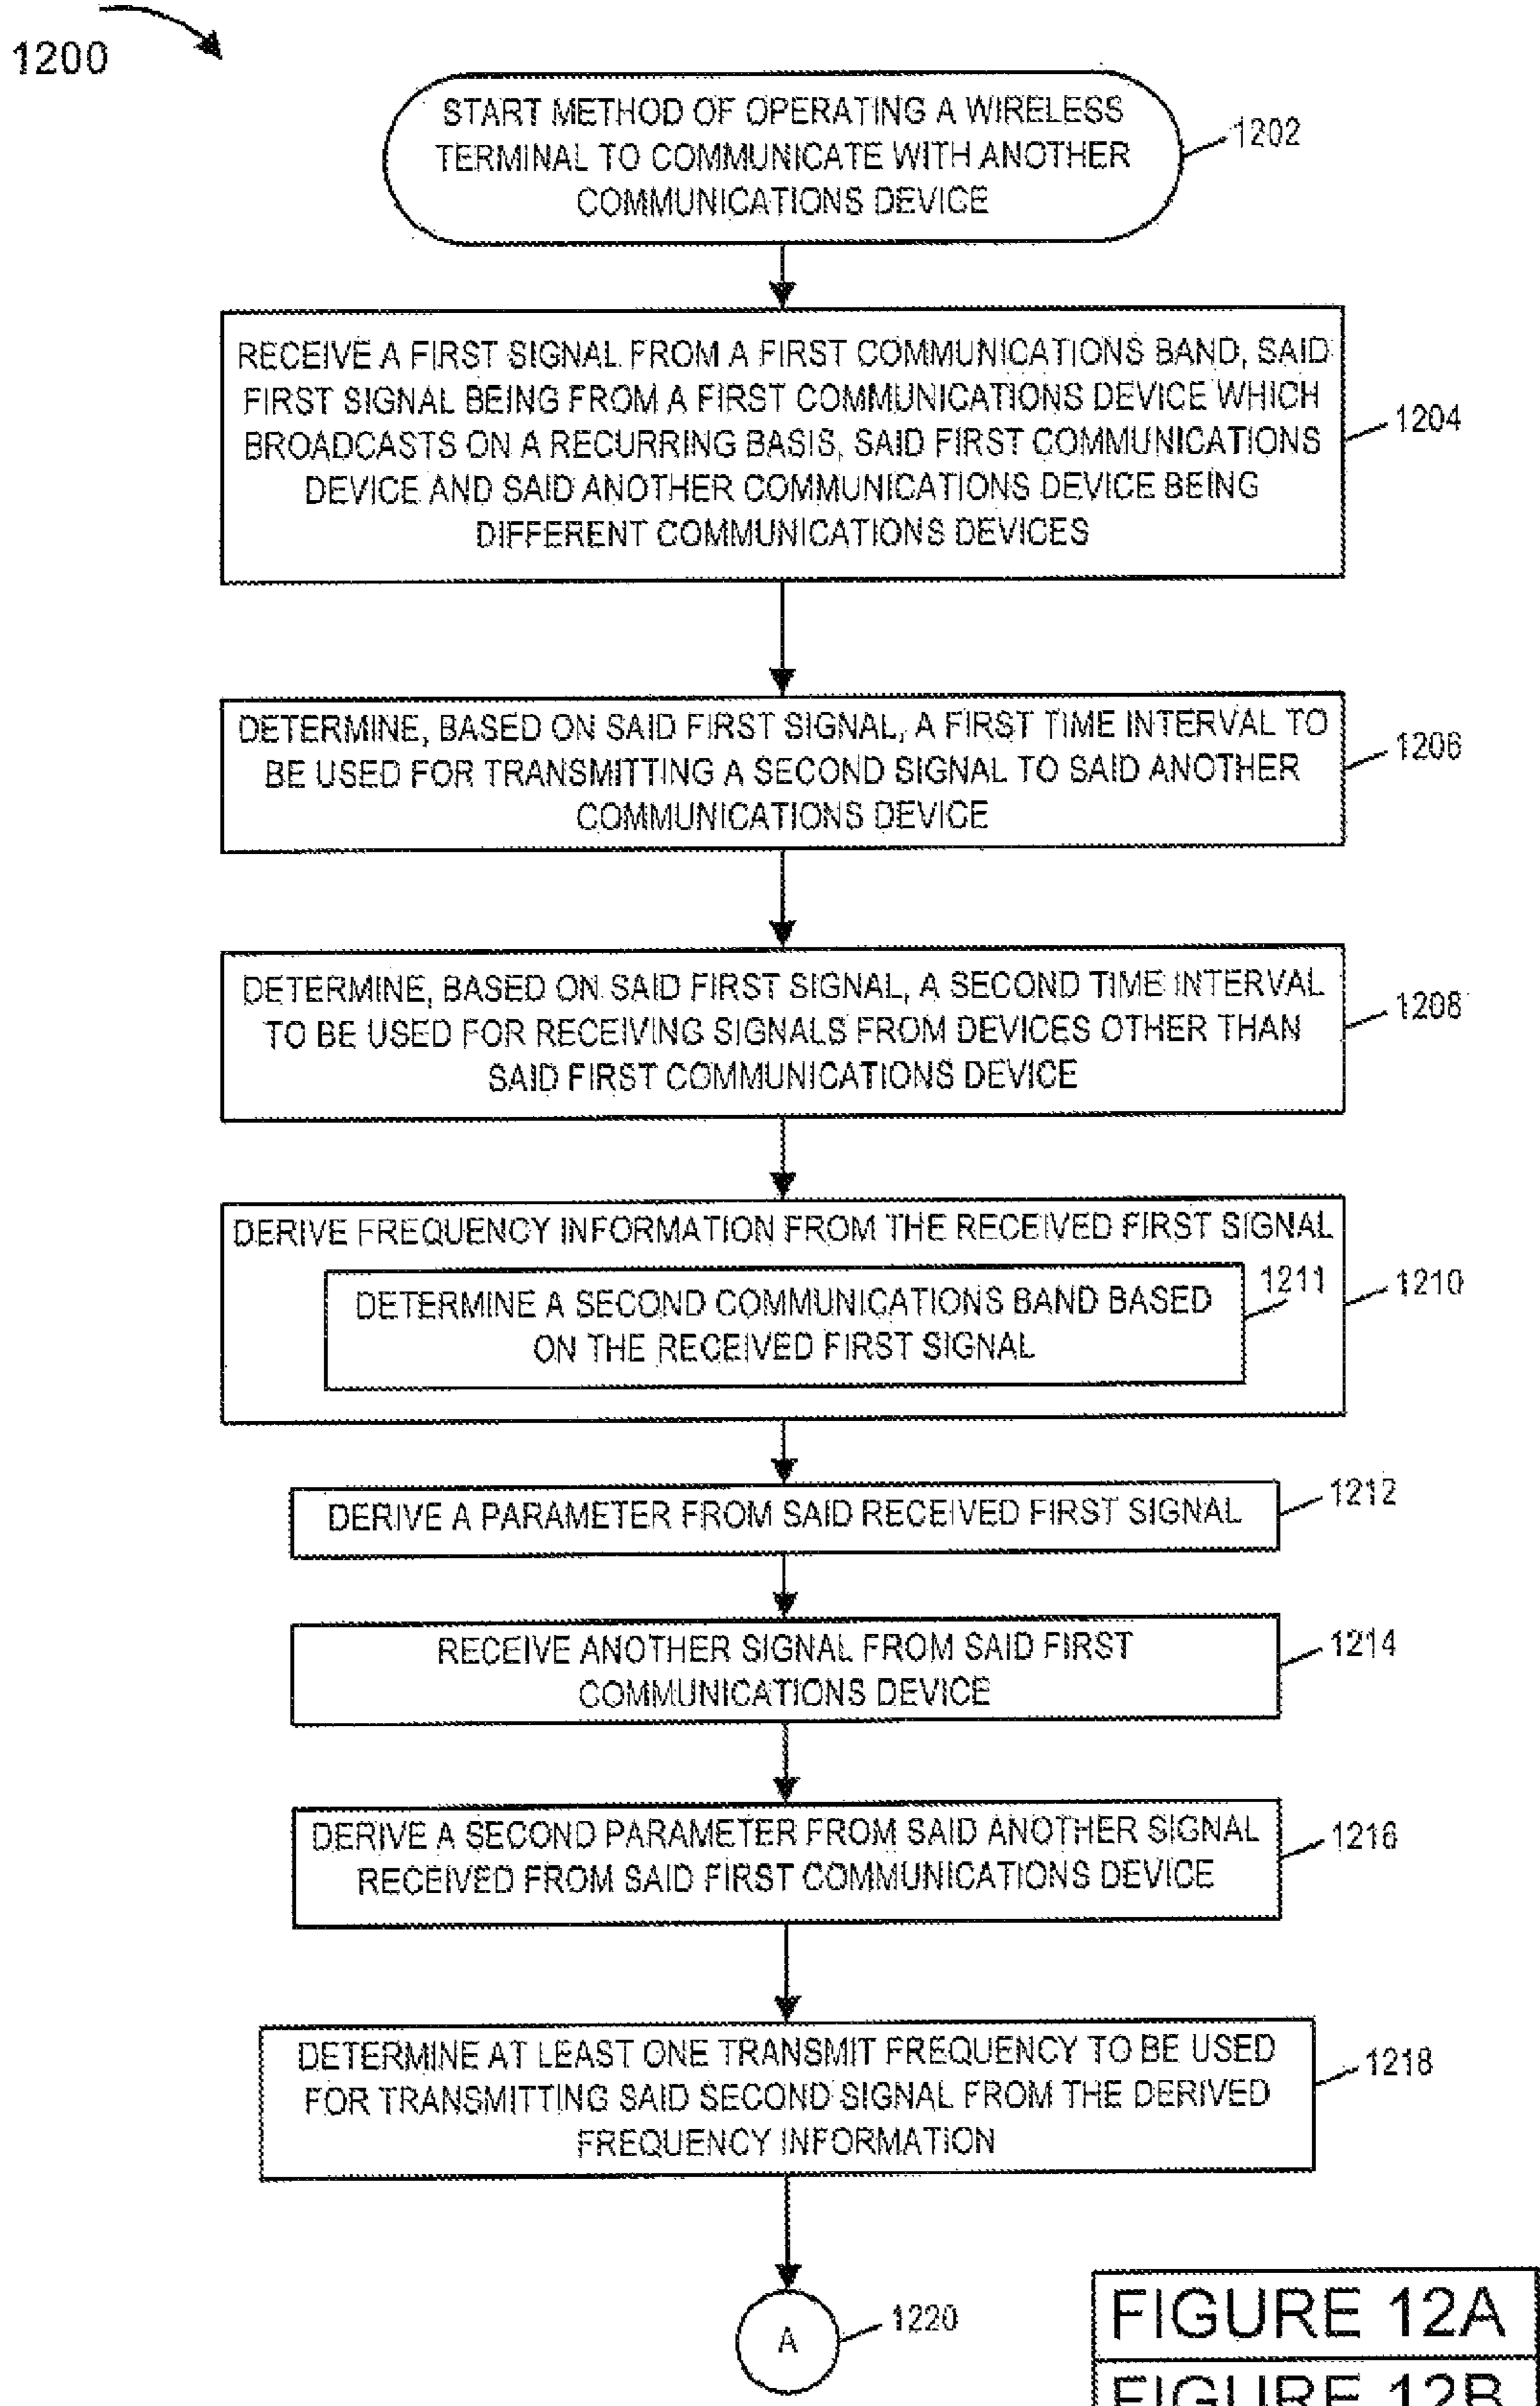 1200
START METHOD OF OPERATING A WIRELESS
TERMINAL TO COMMUNICATE WITH ANOTHER
COMMUNICATIONS DEVICE
1202
RECEIVE A FIRST SIGNAL FROM A FIRST COMMUNICATIONS BAND, SAID
FIRST SIGNAL BEING FROM A FIRST COMMUNICATIONS DEVICE WHICH
BROADCASTS ON A RECURRING BASIS, SAID FIRST COMMUNICATIONS
DEVICE AND SAID ANOTHER COMMUNICATIONS DEVICE BEING
DIFFERENT COMMUNICATIONS DEVICES
1204
DETERMINE, BASED ON SAID FIRST SIGNAL, A FIRST TIME INTERVAL TO
BE USED FOR TRANSMITTING A SECOND SIGNAL TO SAID ANOTHER
COMMUNICATIONS DEVICE
1206
DETERMINE, BASED ON SAID FIRST SIGNAL, A SECOND TIME INTERVAL
TO BE USED FOR RECEIVING SIGNALS FROM DEVICES OTHER THAN
SAID FIRST COMMUNICATIONS DEVICE
1208
DERIVE FREQUENCY INFORMATION FROM THE RECEIVED FIRST SIGNAL
1210
DETERMINE A SECOND COMMUNICATIONS BAND BASED
ON THE RECEIVED FIRST SIGNAL
1211
DERIVE A PARAMETER FROM SAID RECEIVED FIRST SIGNAL
1212
RECEIVE ANOTHER SIGNAL FROM SAID FIRST
COMMUNICATIONS DEVICE
1214
DERIVE A SECOND PARAMETER FROM SAID ANOTHER SIGNAL
RECEIVED FROM SAID FIRST COMMUNICATIONS DEVICE
1216
DETERMINE AT LEAST ONE TRANSMIT FREQUENCY TO BE USED
FOR TRANSMITTING SAID SECOND SIGNAL FROM THE DERIVED
FREQUENCY INFORMATION
1218
A
1220
FIGURE 12A
FIGURE 12B